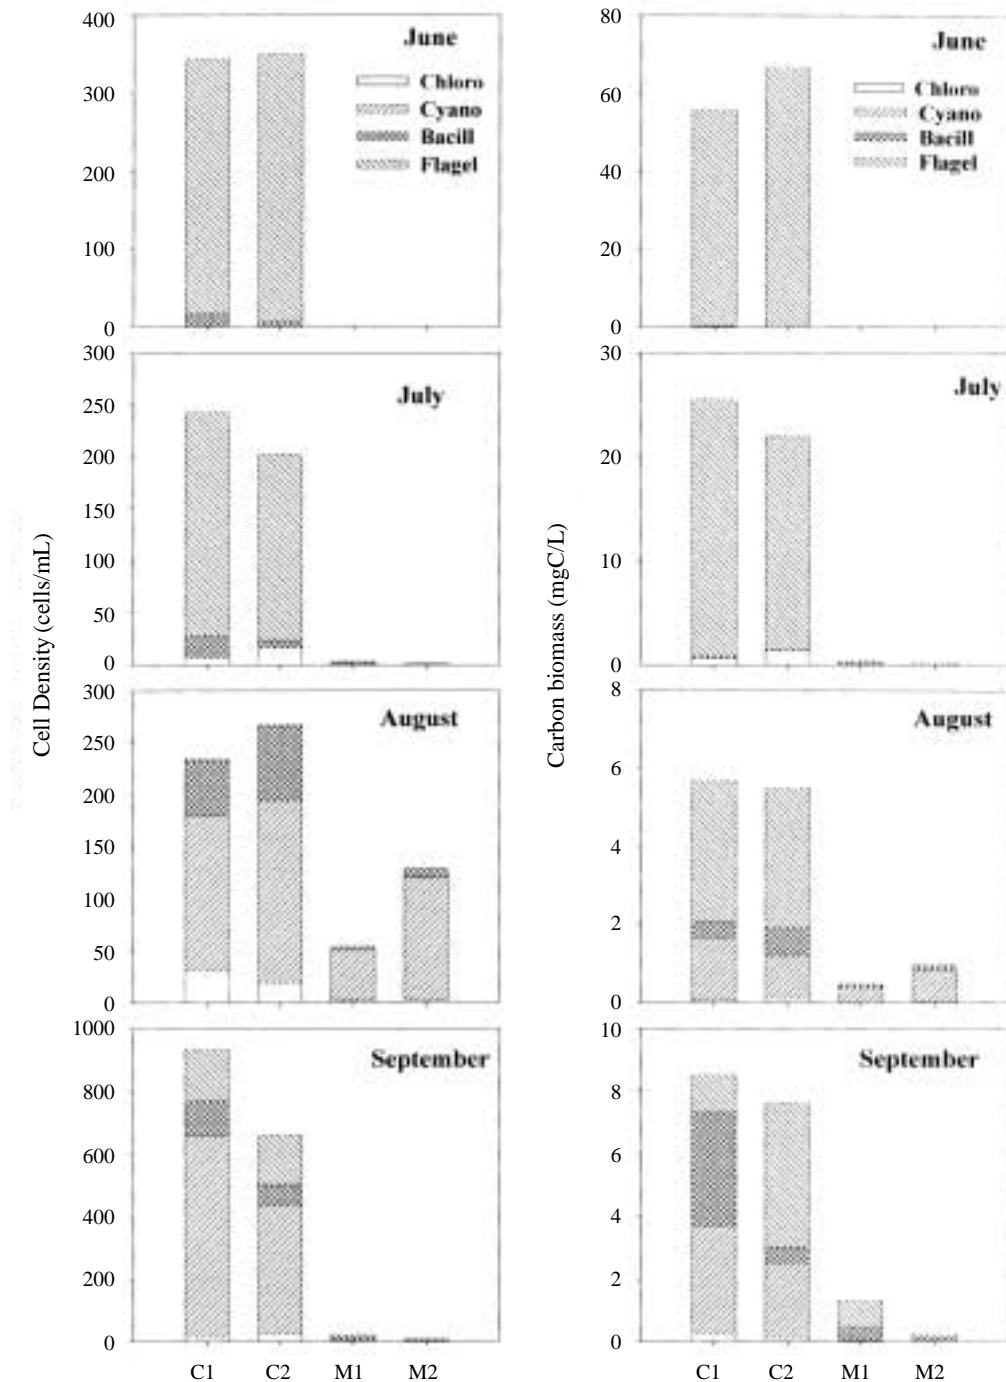 400
300
200
100
0
June
Chloro
Cyano
Bacill
Flagel
80
60
40
20
0
June
Chloro
Cyano
Bacill
Flagel
300
250
200
150
100
50
0
July
30
20
10
0
July
Cell Density (cells/mL)
Carbon biomass (mgC/L)
300
250
200
150
100
50
0
August
8
6
4
2
0
August
1000
800
600
400
200
0
September
C1 C2 M1 M2
10
8
6
4
2
0
September
C1 C2 M1 M2